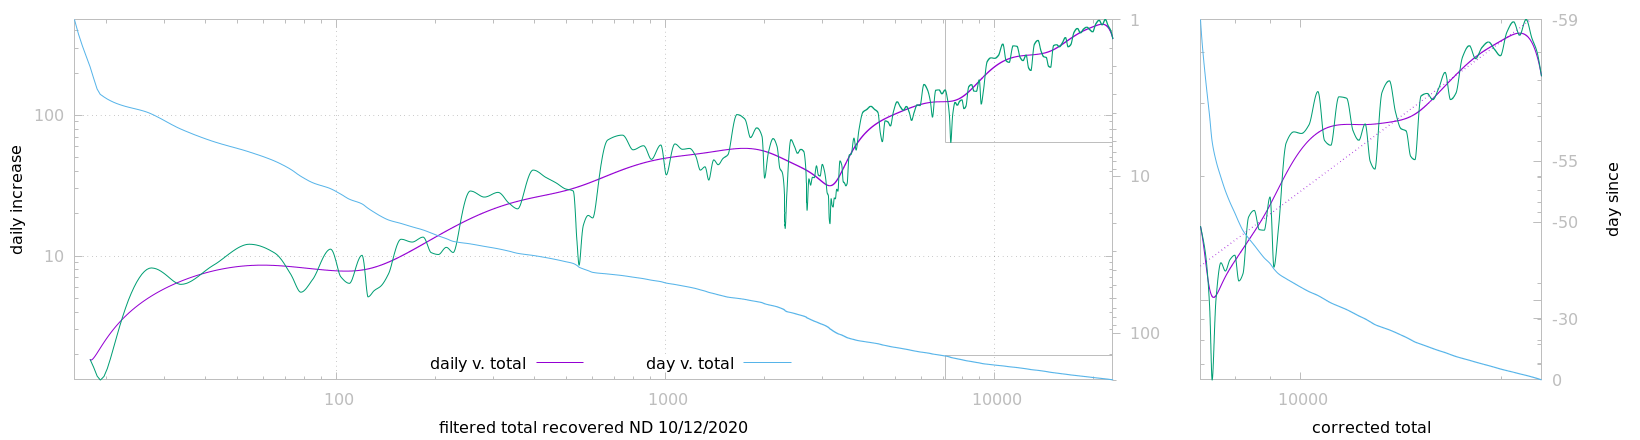 daily increase
100
10
daily v. total
day v. total
100
1000
10000
filtered total recovered ND 10/12/2020
1
10
100
10000
corrected total
-59
-55
-50
-30
0
day since